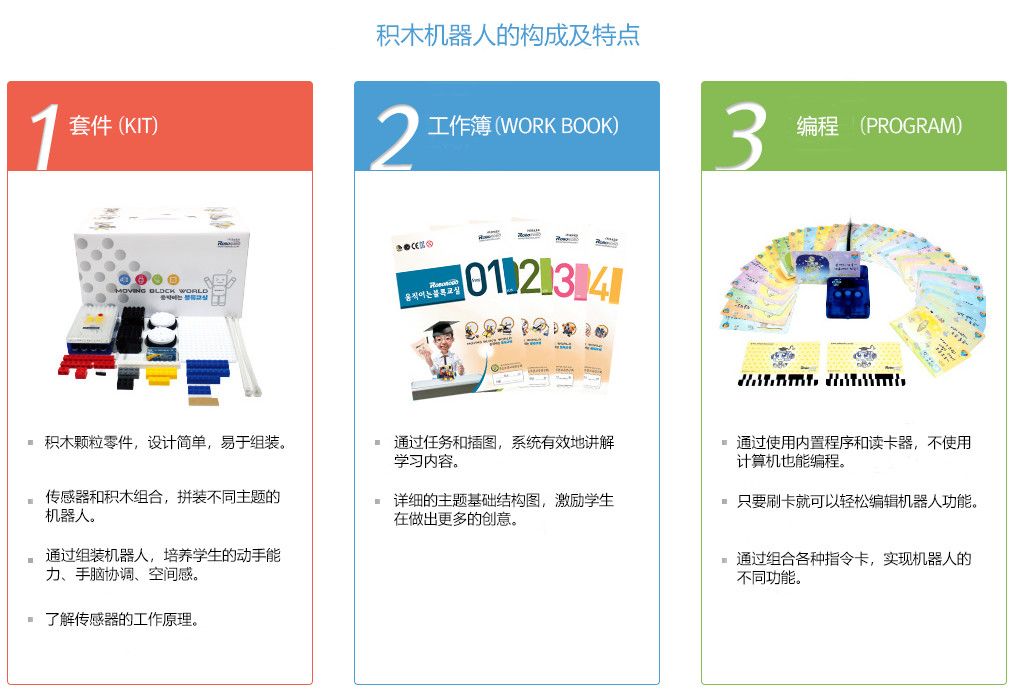 积木机器人的构成及特点
1 套件 (KIT)
MOVING BLOCK WORLD
움직이는 블록교실
积木颗粒零件，设计简单，易于组装。
传感器和积木组合，拼装不同主题的
机器人。
通过组装机器人，培养学生的动手能
力、手脑协调、空间感。
了解传感器的工作原理。
2 工作簿(WORK BOOK)
Roborobo
움직이는블록교실
01 02 3 4
通过任务和插图，系统有效地讲解
学习内容。
详细的主题基础结构图，激励学生
在做出更多的创意。
3 编程 (PROGRAM)
通过使用内置程序和读卡器，不使用
计算机也能编程。
只要刷卡就可以轻松编辑机器人功能。
通过组合各种指令卡，实现机器人的
不同功能。